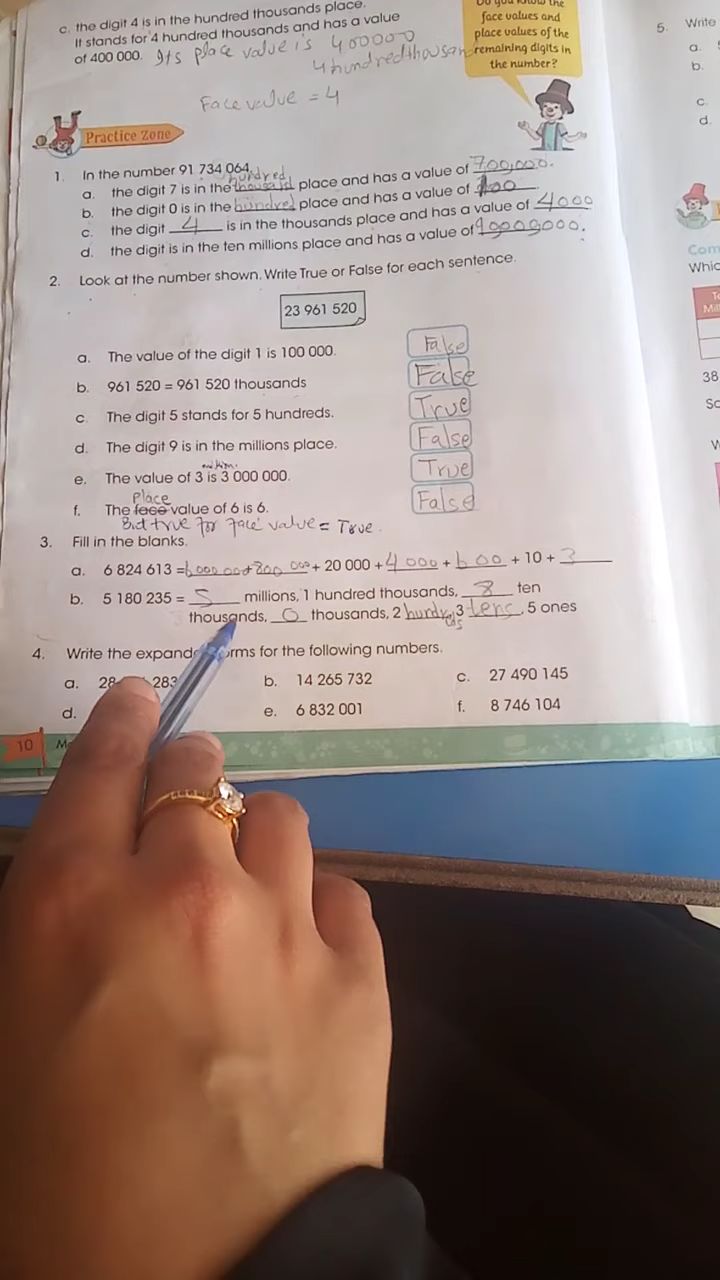 c. the digit 4 is in the hundred thousands place.
It stands for 4 hundred thousands and has a value
of 400 000. Its place value is 400000
4 hundred thousand
Face value = 4
Do you know the
face values and
place values of the
remaining digits in
the number?
Practice Zone
1. In the number 91 734 064,
a. the digit 7 is in the hundred thousand place and has a value of 700,000.
b. the digit 0 is in the hundred place and has a value of
c. the digit 4 is in the thousands place and has a value of 4000
d. the digit is in the ten millions place and has a value of
2. Look at the number shown. Write True or False for each sentence.
23 961 520
a. The value of the digit 1 is 100 000. False
b. 961 520 = 961 520 thousands False
c. The digit 5 stands for 5 hundreds. True
d. The digit 9 is in the millions place. False
e. The value of 3 is 3 000 000. True
Place
f. The face value of 6 is 6. False
But true for face value = True
3. Fill in the blanks.
a. 6 824 613 = + 20 000 + 4 000 + 600 + 10 + 3
b. 5 180 235 = 5 millions, 1 hundred thousands, 8 ten
thousands, 0 thousands, 2 hundreds, 3 tens, 5 ones
4. Write the expanded forms for the following numbers.
a. 283
b. 14 265 732
c. 27 490 145
d.
e. 6 832 001
f. 8 746 104
10
5. Write
a.
b.
c.
d.
Com
Whic
38